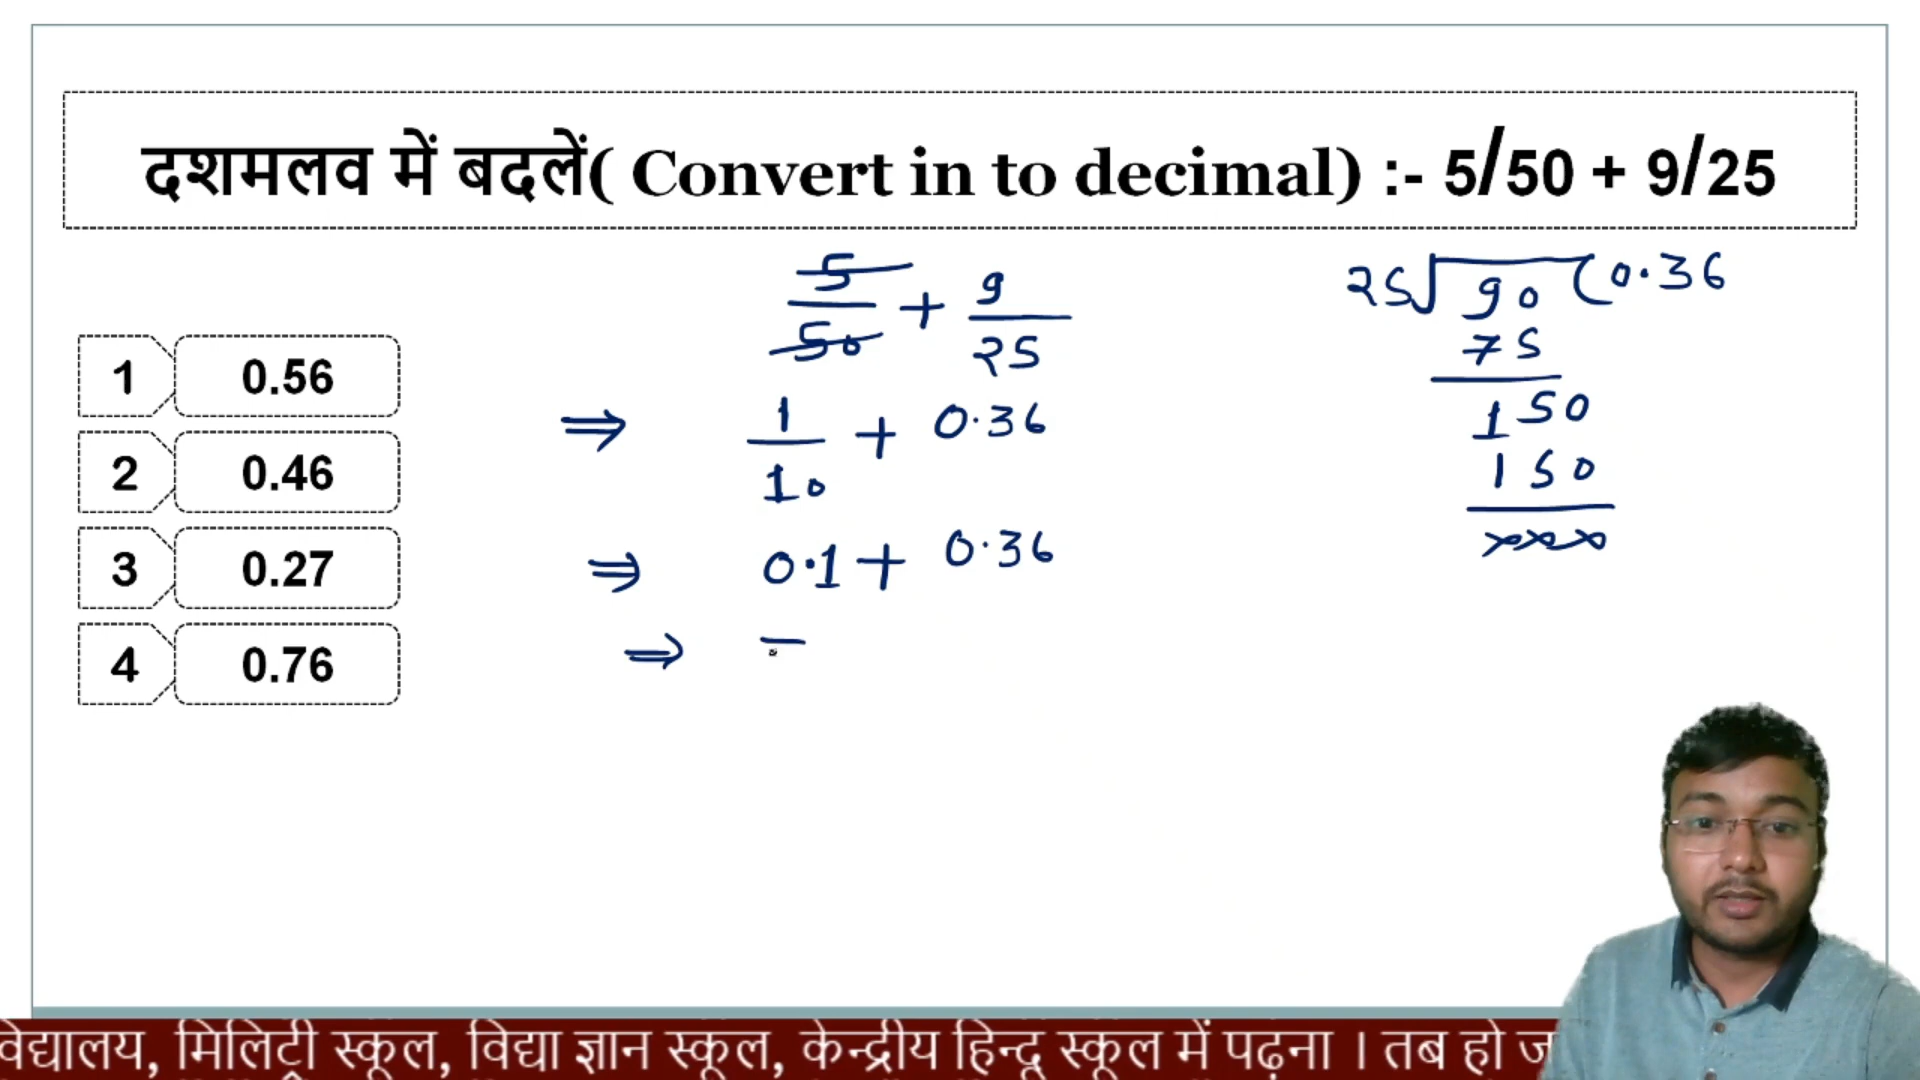 दशमलव में बदलें( Convert in to decimal) :- 5/50 + 9/25
5/50 + 9/25
25√90(0.36
75
150
150
×××
1 0.56
2 0.46
3 0.27
4 0.76
⇒ 1/10 + 0.36
⇒ 0.1 + 0.36
⇒
विद्यालय, मिलिट्री स्कूल, विद्या ज्ञान स्कूल, केन्द्रीय हिन्दू स्कूल में पढ़ना । तब हो